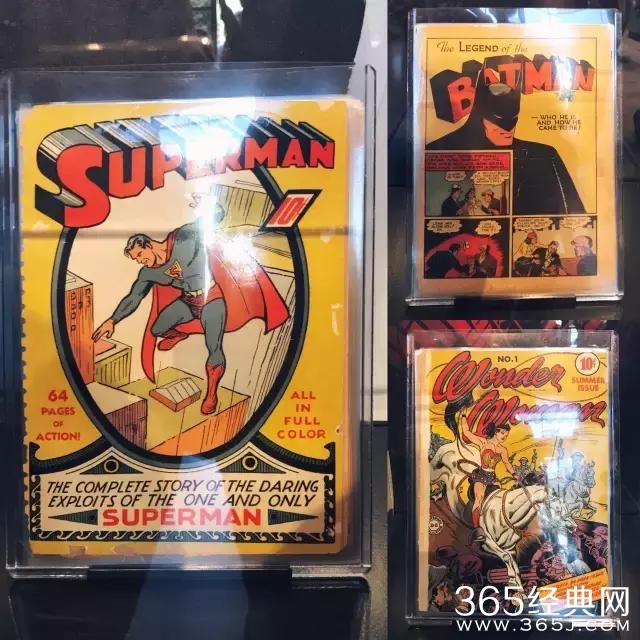 SUPERMAN
10¢
64
PAGES
OF
ACTION!
ALL
IN
FULL
COLOR
THE COMPLETE STORY OF THE DARING
EXPLOITS OF THE ONE AND ONLY
SUPERMAN
The LEGEND of the
BATMAN
— WHO HE IS
AND HOW HE
CAME TO BE!
NO. 1
10¢
SUMMER
ISSUE
Wonder
Woman
365经典网
WWW.365J.COM